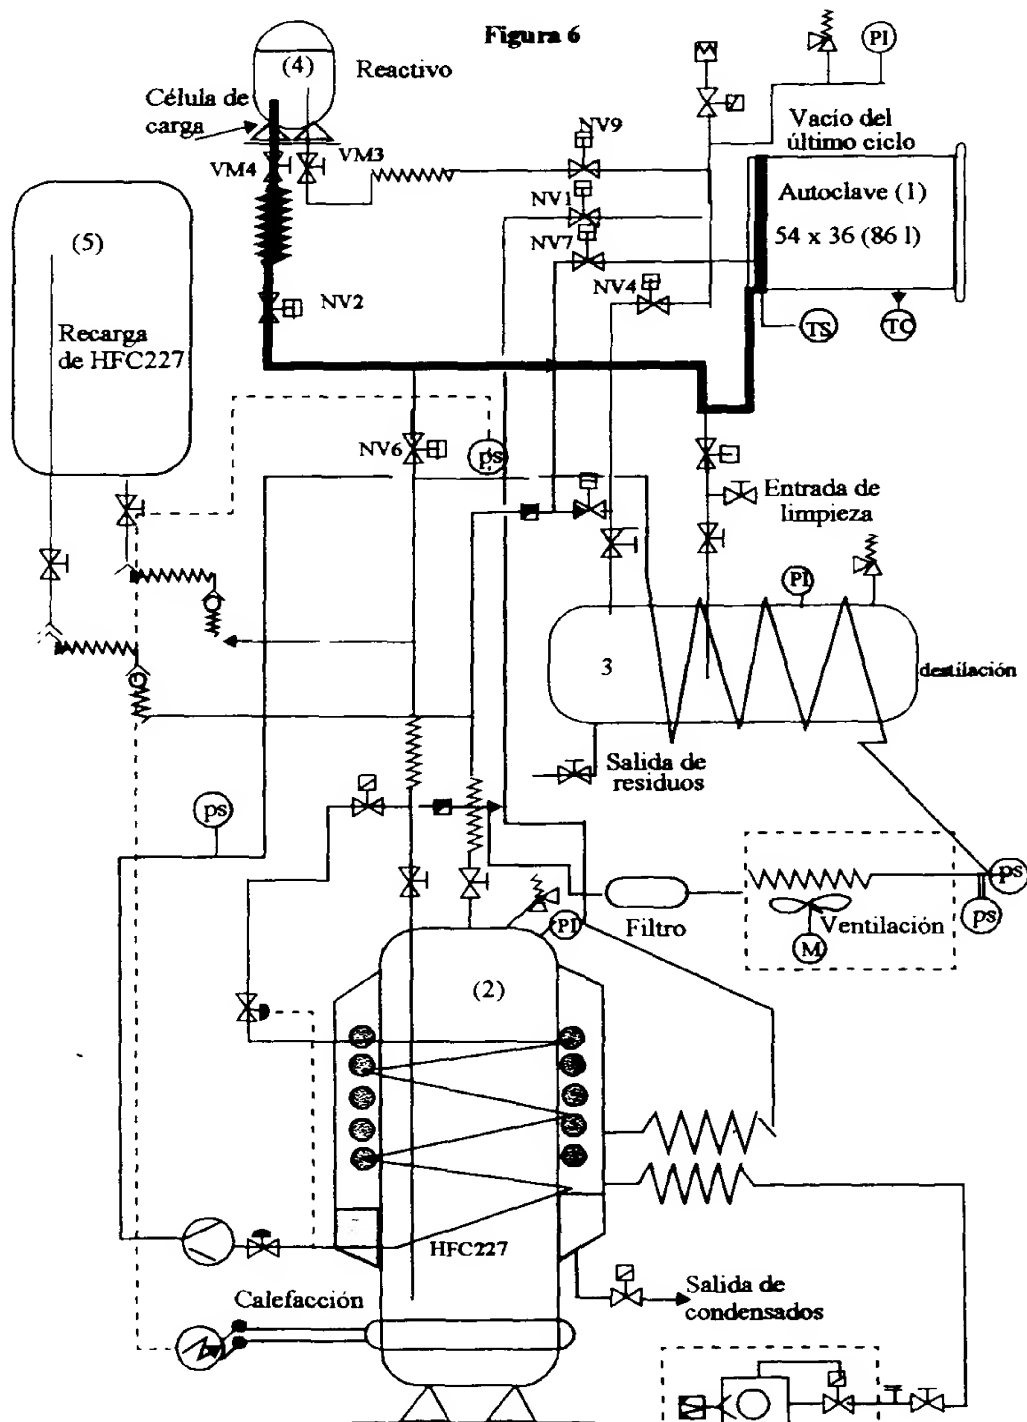 Figura 6
(4)
Reactivo
PI
Célula de
carga
NV9
Vacío del
último ciclo
VM4
VM3
(5)
NV1
Autoclave (1)
NV7
54 x 36 (86 l)
NV4
NV2
Recarga
de HFC227
TS
TC
NV6
ps
Entrada de
limpieza
PI
3
destilación
Salida de
residuos
ps
ps
ps
Filtro
Ventilación
M
PI
(2)
HFC227
Salida de
condensados
Calefacción